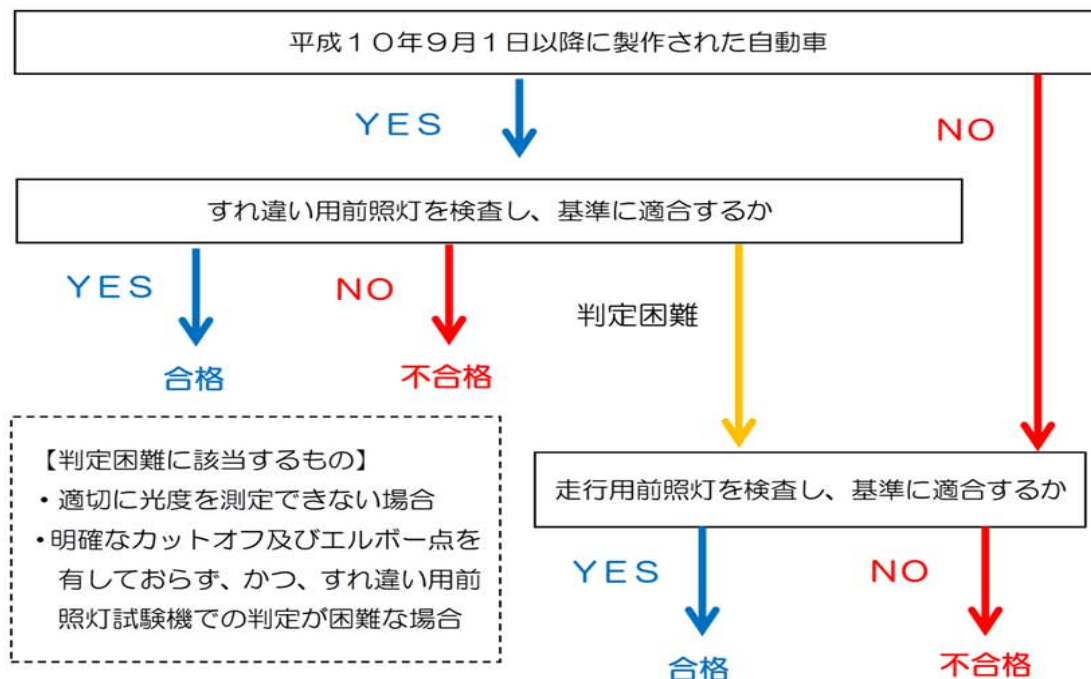 平成１０年９月１日以降に製作された自動車
ＹＥＳ
ＮＯ
すれ違い用前照灯を検査し、基準に適合するか
ＹＥＳ
ＮＯ
判定困難
合格
不合格
【判定困難に該当するもの】
・適切に光度を測定できない場合
・明確なカットオフ及びエルボー点を
有しておらず、かつ、すれ違い用前
照灯試験機での判定が困難な場合
走行用前照灯を検査し、基準に適合するか
ＹＥＳ
ＮＯ
合格
不合格